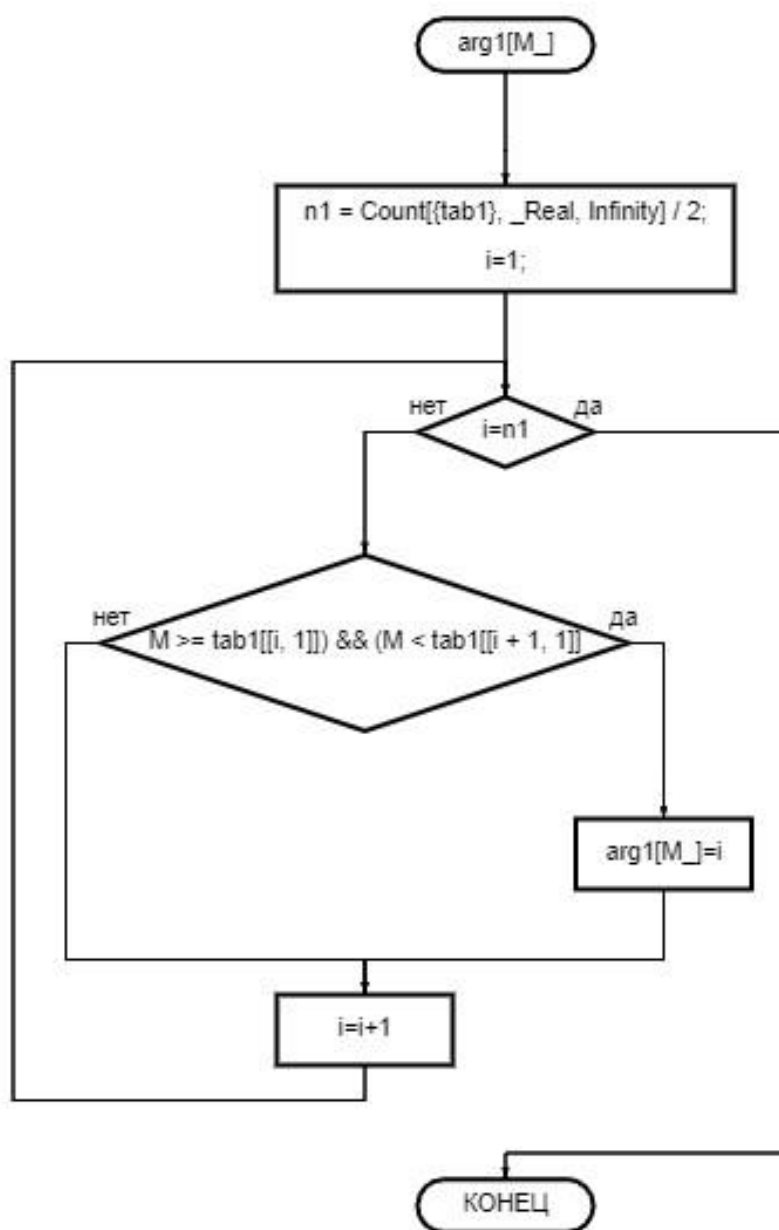 arg1[M_]
n1 = Count[{tab1}, _Real, Infinity] / 2;
i=1;
нет
да
i=n1
нет
да
M >= tab1[[i, 1]]) && (M < tab1[[i + 1, 1]]
arg1[M_]=i
i=i+1
КОНЕЦ